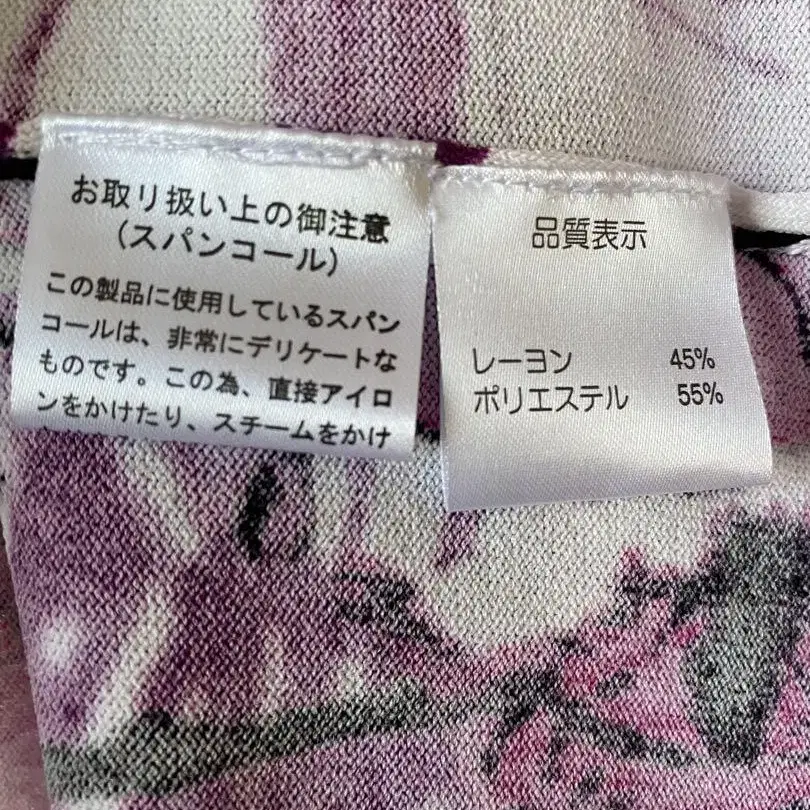 お取り扱い上の御注意
(スパンコール)
この製品に使用しているスパン
コールは、非常にデリケートな
ものです。この為、直接アイロ
ンをかけたり、スチームをかけ
品質表示
レーヨン 45%
ポリエステル 55%